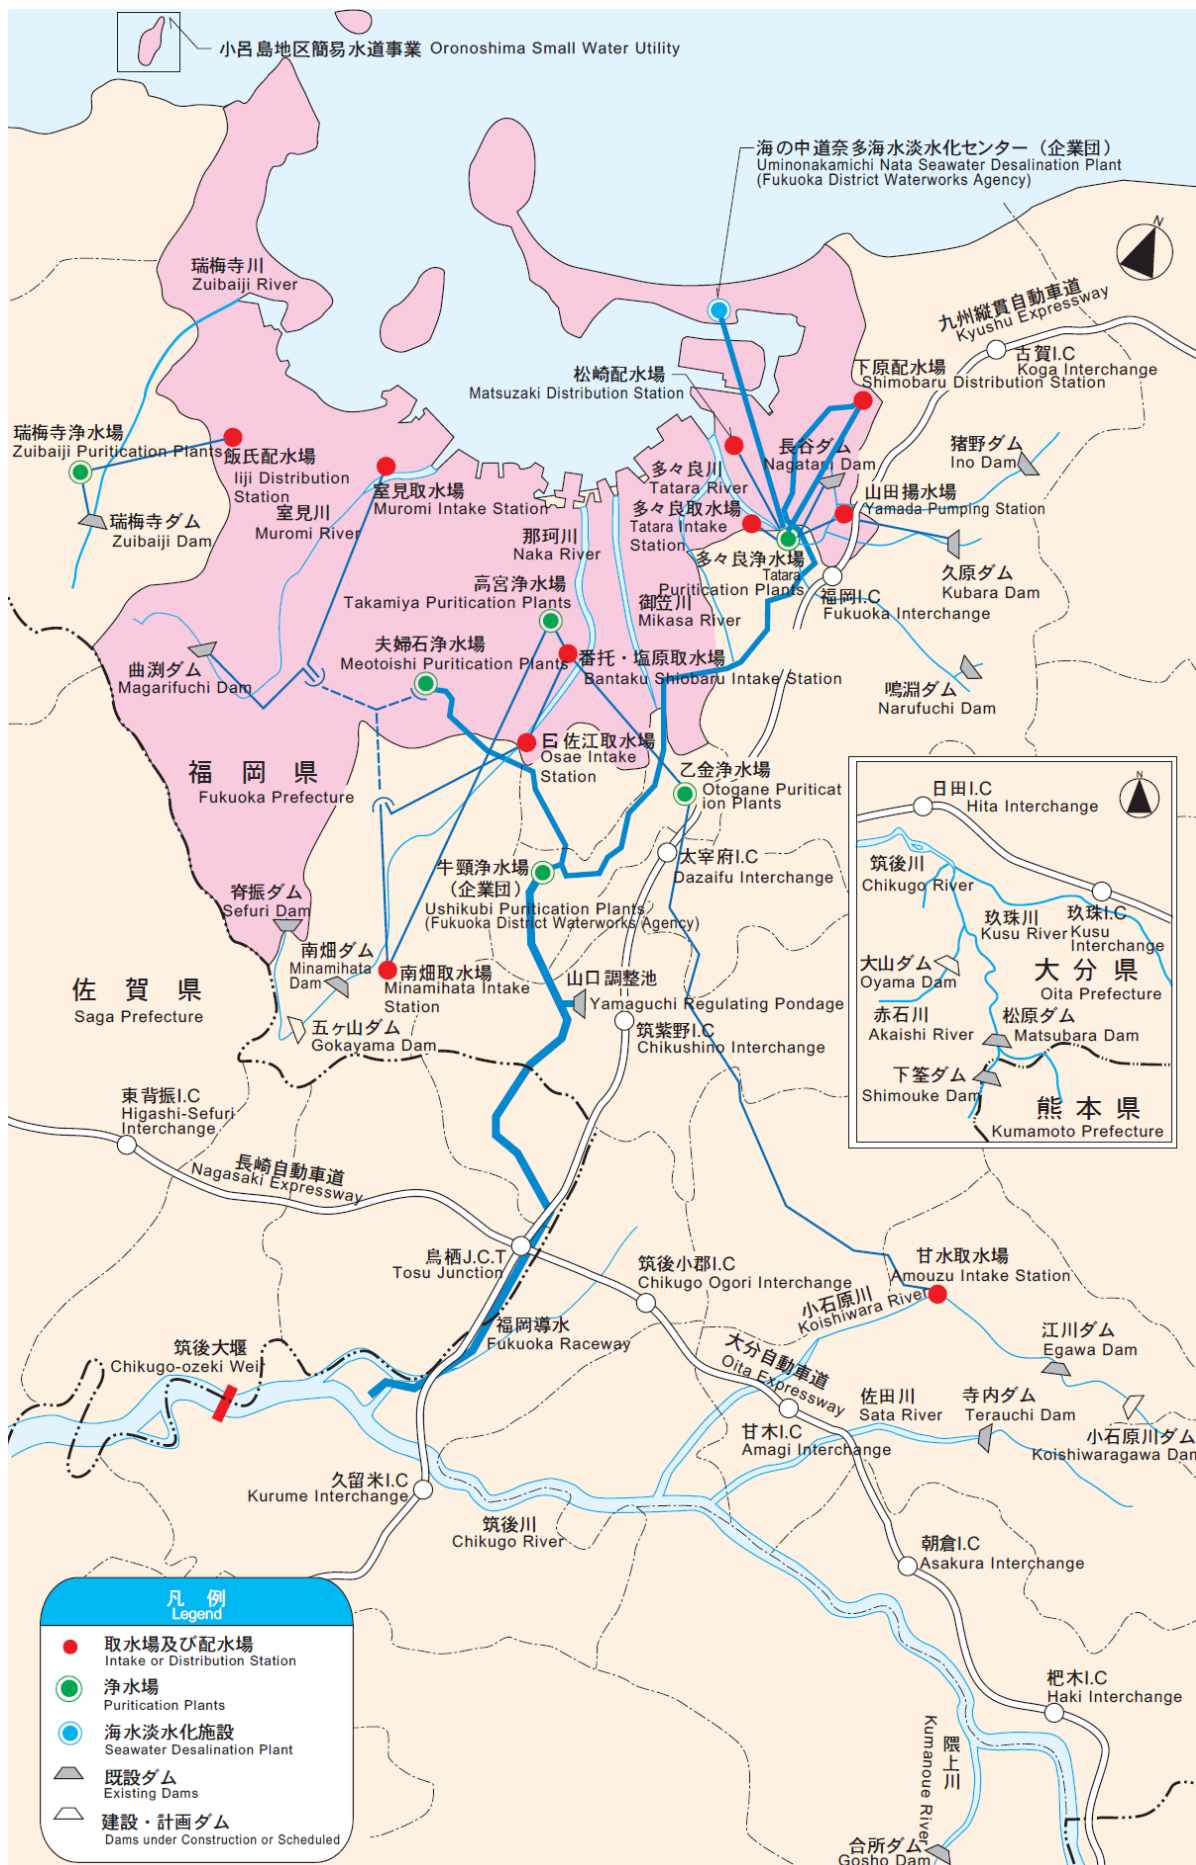 小呂島地区簡易水道事業 Oronoshima Small Water Utility
海の中道奈多海水淡水化センター（企業団）
Uminonakamichi Nata Seawater Desalination Plant
(Fukuoka District Waterworks Agency)
N
瑞梅寺川
Zuibaiji River
九州縦貫自動車道
Kyushu Expressway
古賀I.C
Koga Interchange
松崎配水場
Matsuzaki Distribution Station
下原配水場
Shimobaru Distribution Station
瑞梅寺浄水場
Zuibaiji Puritication Plants
飯氏配水場
Iiji Distribution
Station
室見取水場
Muromi Intake Station
長谷ダム
Nagatani Dam
猪野ダム
Ino Dam
多々良川
Tatara River
山田揚水場
Yamada Pumping Station
瑞梅寺ダム
Zuibaiji Dam
室見川
Muromi River
那珂川
Naka River
多々良取水場
Tatara Intake
Station
多々良浄水場
Tatara
Puritication Plants
久原ダム
Kubara Dam
高宮浄水場
Takamiya Puritication Plants
御笠川
Mikasa River
福岡I.C
Fukuoka Interchange
夫婦石浄水場
Meotoishi Puritication Plants
番托・塩原取水場
Bantaku Shiobaru Intake Station
曲渕ダム
Magarifuchi Dam
鳴淵ダム
Narufuchi Dam
曰佐江取水場
Osae Intake
Station
福岡県
Fukuoka Prefecture
乙金浄水場
Otogane Puriticat
ion Plants
太宰府I.C
Dazaifu Interchange
牛頸浄水場
（企業団）
Ushikubi Puritication Plants
(Fukuoka District Waterworks Agency)
脊振ダム
Sefuri Dam
南畑ダム
Minamihata
Dam
南畑取水場
Minamihata Intake
Station
山口調整池
Yamaguchi Regulating Pondage
佐賀県
Saga Prefecture
五ヶ山ダム
Gokayama Dam
筑紫野I.C
Chikushino Interchange
N
日田I.C
Hita Interchange
筑後川
Chikugo River
玖珠川
Kusu River
玖珠I.C
Kusu
Interchange
大山ダム
Oyama Dam
大分県
Oita Prefecture
赤石川
Akaishi River
松原ダム
Matsubara Dam
下筌ダム
Shimouke Dam
熊本県
Kumamoto Prefecture
東背振I.C
Higashi-Sefuri
Interchange
長崎自動車道
Nagasaki Expressway
鳥栖J.C.T
Tosu Junction
筑後小郡I.C
Chikugo Ogori Interchange
甘水取水場
Amouzu Intake Station
小石原川
Koishiwara River
福岡導水
Fukuoka Raceway
筑後大堰
Chikugo-ozeki Weir
大分自動車道
Oita Expressway
江川ダム
Egawa Dam
佐田川
Sata River
寺内ダム
Terauchi Dam
甘木I.C
Amagi Interchange
小石原川ダム
Koishiwaragawa Dam
久留米I.C
Kurume Interchange
筑後川
Chikugo River
朝倉I.C
Asakura Interchange
杷木I.C
Haki Interchange
隈上川
Kumanoue River
合所ダム
Gosho Dam
凡例
Legend
取水場及び配水場
Intake or Distribution Station
浄水場
Puritication Plants
海水淡水化施設
Seawater Desalination Plant
既設ダム
Existing Dams
建設・計画ダム
Dams under Construction or Scheduled